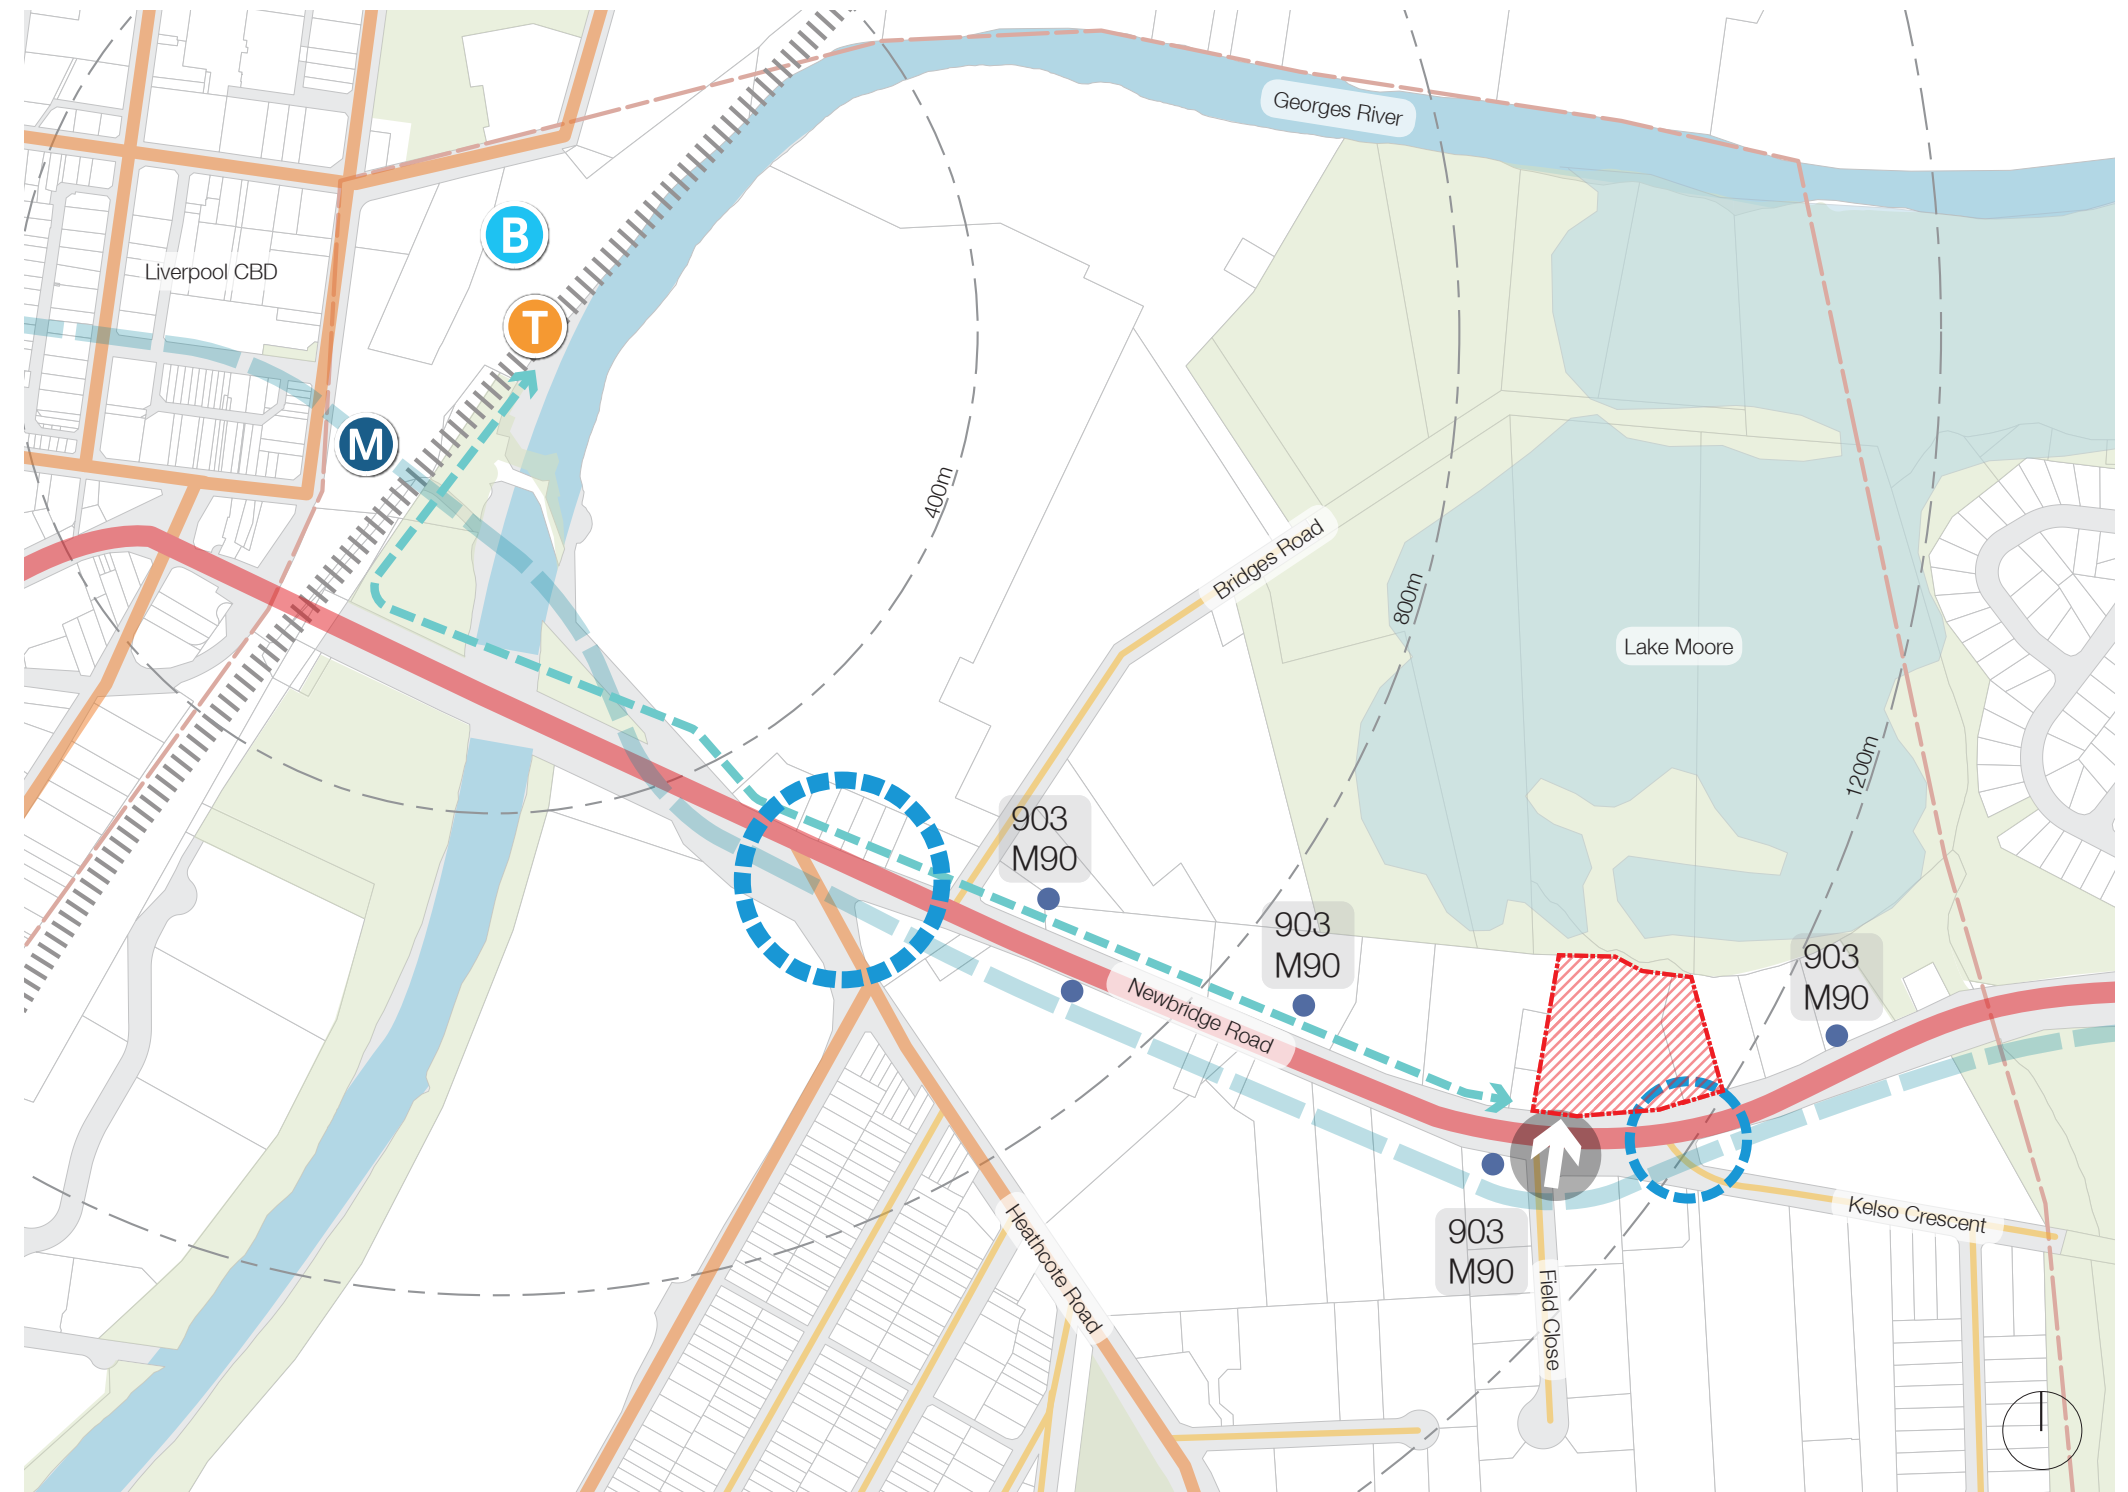 Georges River
B
Liverpool CBD
T
M
400m
Bridges Road
800m
Lake Moore
1200m
903
M90
903
M90
903
M90
Newbridge Road
903
M90
Kelso Crescent
Heathcote Road
Field Close